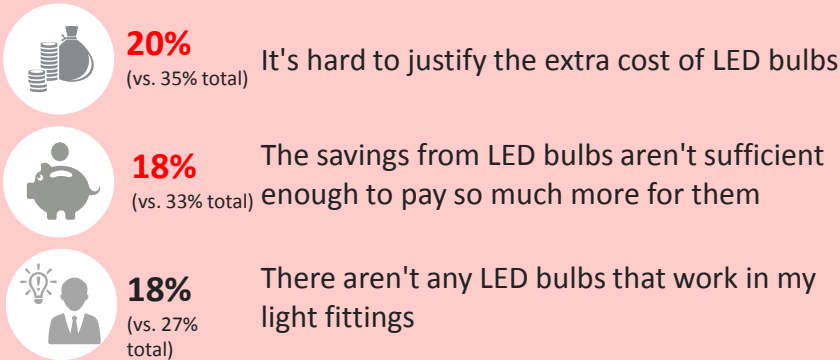 20%
(vs. 35% total)
It's hard to justify the extra cost of LED bulbs
18%
(vs. 33% total)
The savings from LED bulbs aren't sufficient
enough to pay so much more for them
18%
(vs. 27%
total)
There aren't any LED bulbs that work in my
light fittings